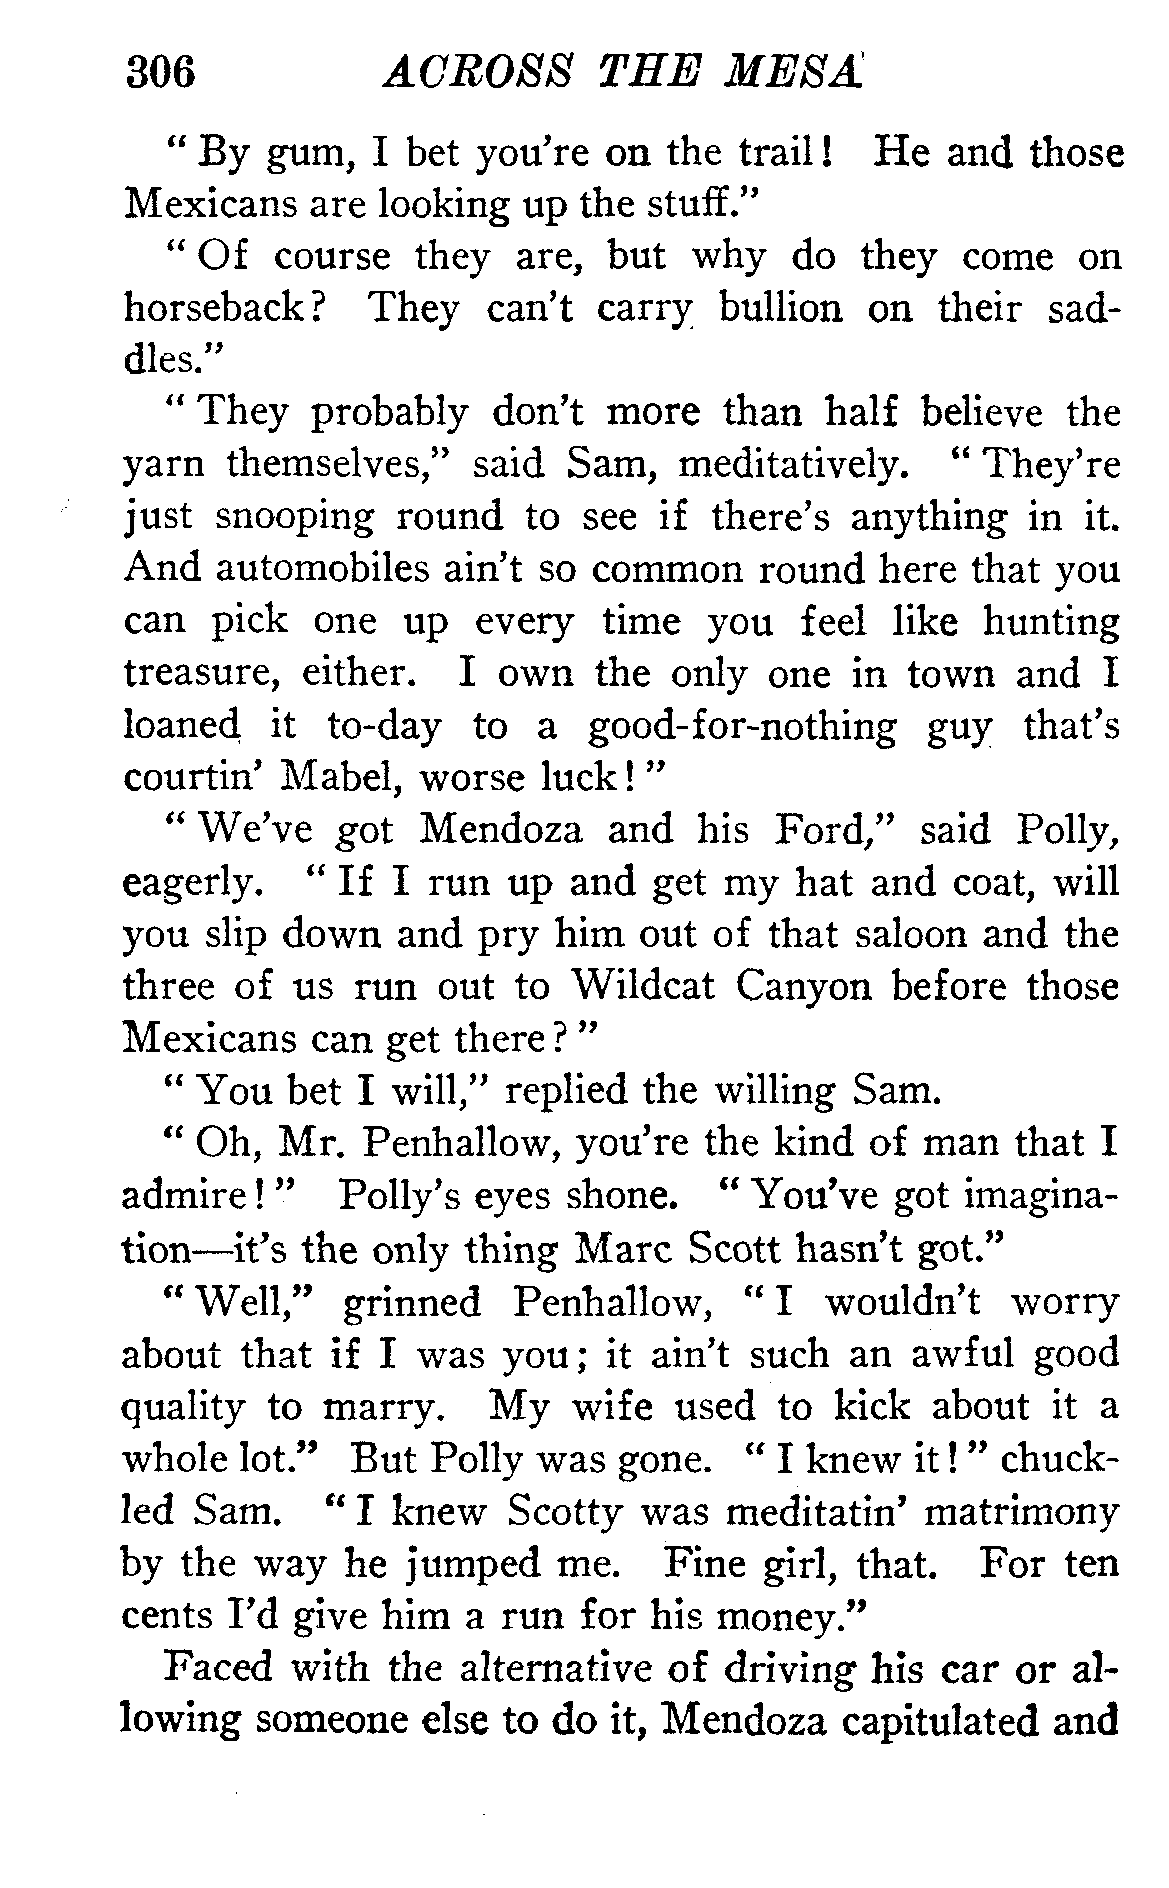 306 ACROSS THE MESA
" By gum, I bet you're on the trail! He and those
Mexicans are looking up the stuff."
" Of course they are, but why do they come on
horseback? They can't carry bullion on their sad-
dles."
" They probably don't more than half believe the
yarn themselves," said Sam, meditatively. " They're
just snooping round to see if there's anything in it.
And automobiles ain't so common round here that you
can pick one up every time you feel like hunting
treasure, either. I own the only one in town and I
loaned it to-day to a good-for-nothing guy that's
courtin' Mabel, worse luck! "
" We've got Mendoza and his Ford," said Polly,
eagerly. " If I run up and get my hat and coat, will
you slip down and pry him out of that saloon and the
three of us run out to Wildcat Canyon before those
Mexicans can get there? "
" You bet I will," replied the willing Sam.
" Oh, Mr. Penhallow, you're the kind of man that I
admire! " Polly's eyes shone. " You've got imagina-
tion—it's the only thing Marc Scott hasn't got."
" Well," grinned Penhallow, " I wouldn't worry
about that if I was you; it ain't such an awful good
quality to marry. My wife used to kick about it a
whole lot." But Polly was gone. " I knew it! " chuck-
led Sam. " I knew Scotty was meditatin' matrimony
by the way he jumped me. Fine girl, that. For ten
cents I'd give him a run for his money."
Faced with the alternative of driving his car or al-
lowing someone else to do it, Mendoza capitulated and